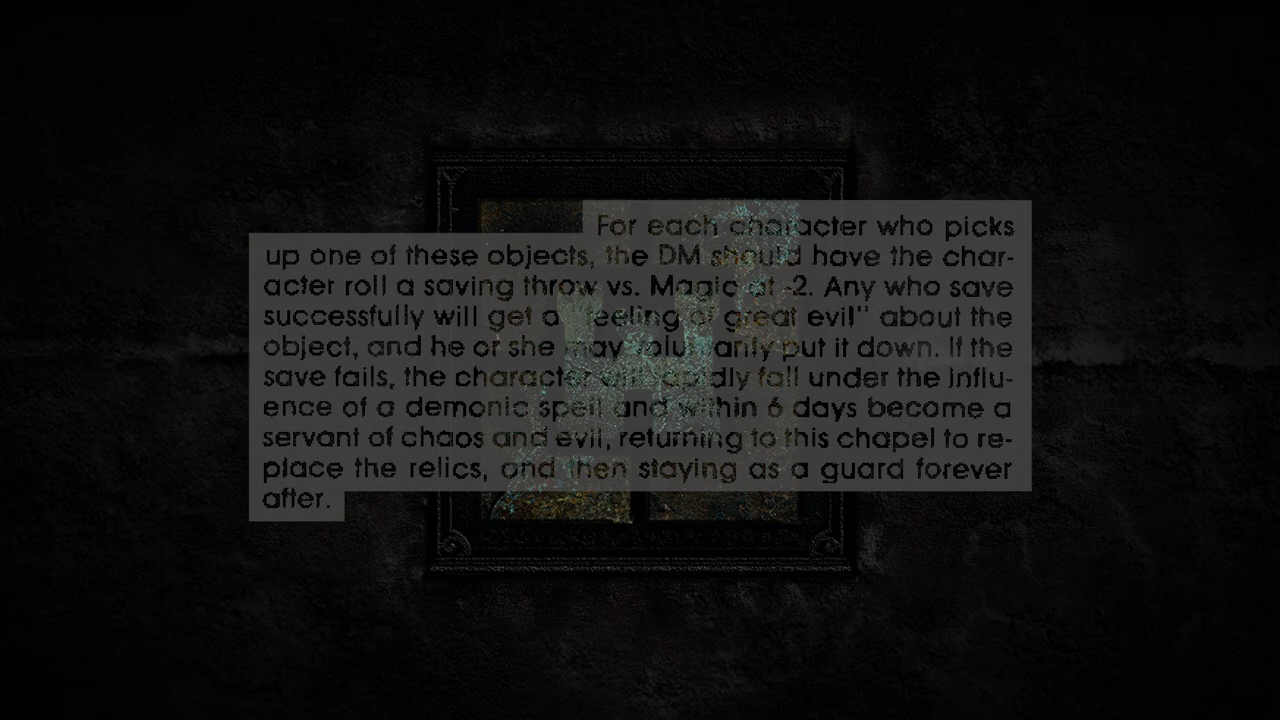 For each character who picks
up one of these objects, the DM should have the char-
acter roll a saving throw vs. Magic at -2. Any who save
successfully will get a "feeling of great evil" about the
object, and he or she may voluntarily put it down. If the
save fails, the character will rapidly fall under the influ-
ence of a demonic spell and within 6 days become a
servant of chaos and evil, returning to this chapel to re-
place the relics, and then staying as a guard forever
after.